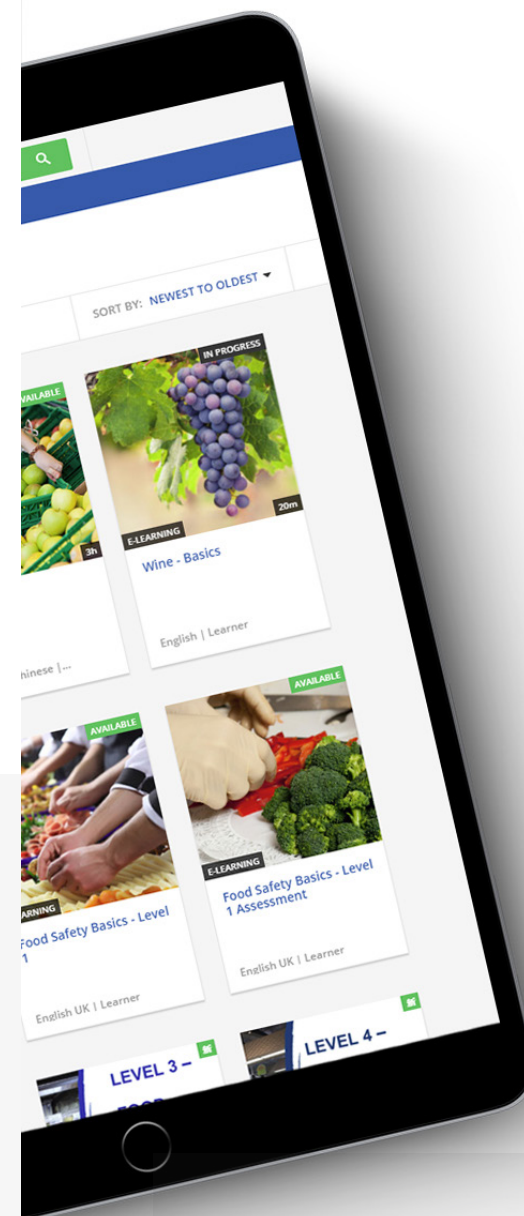 SORT BY: NEWEST TO OLDEST
AVAILABLE
3h
hinese |...
IN PROGRESS
E-LEARNING
20m
Wine - Basics
English | Learner
AVAILABLE
ARNING
Food Safety Basics - Level
1
English UK | Learner
AVAILABLE
E-LEARNING
Food Safety Basics - Level
1 Assessment
English UK | Learner
LEVEL 3 –
FOOD
LEVEL 4 –